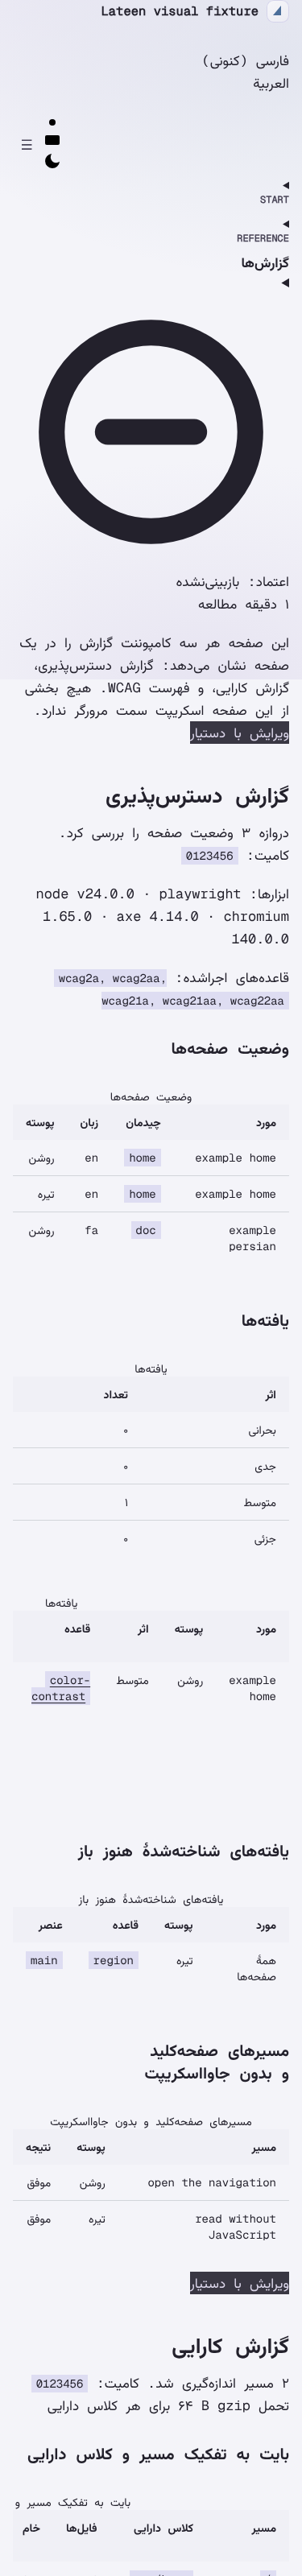 Lateen visual fixture
فارسی (کنونی)
العربية
START
REFERENCE
گزارش‌ها
اعتماد: بازبینی‌نشده
۱ دقیقه مطالعه
این صفحه هر سه کامپوننت گزارش را در یک
صفحه نشان می‌دهد: گزارش دسترس‌پذیری،
گزارش کارایی، و فهرست WCAG. هیچ بخشی
از این صفحه اسکریپت سمت مرورگر ندارد.
ویرایش با دستیار
گزارش دسترس‌پذیری
دروازه ۳ وضعیت صفحه را بررسی کرد.
کامیت: 0123456
ابزارها: node v24.0.0 · playwright
1.65.0 · axe 4.14.0 · chromium
140.0.0
قاعده‌های اجراشده: wcag2a, wcag2aa,
wcag21a, wcag21aa, wcag22aa
وضعیت صفحه‌ها
وضعیت صفحه‌ها
مورد چیدمان زبان پوسته
example home home en روشن
example home home en تیره
example doc fa روشن
persian
یافته‌ها
یافته‌ها
اثر تعداد
بحرانی ۰
جدی ۰
متوسط ۱
جزئی ۰
یافته‌ها
مورد پوسته اثر قاعده
example روشن متوسط color-
home contrast
یافته‌های شناخته‌شدهٔ هنوز باز
یافته‌های شناخته‌شدهٔ هنوز باز
مورد پوسته قاعده عنصر
همهٔ تیره region main
صفحه‌ها
مسیرهای صفحه‌کلید
و بدون جاوااسکریپت
مسیرهای صفحه‌کلید و بدون جاوااسکریپت
مسیر پوسته نتیجه
open the navigation روشن موفق
read without تیره موفق
JavaScript
ویرایش با دستیار
گزارش کارایی
۲ مسیر اندازه‌گیری شد. کامیت: 0123456
تحمل ۶۴ B gzip برای هر کلاس دارایی
بایت به تفکیک مسیر و کلاس دارایی
بایت به تفکیک مسیر و
مسیر کلاس دارایی فایل‌ها خام